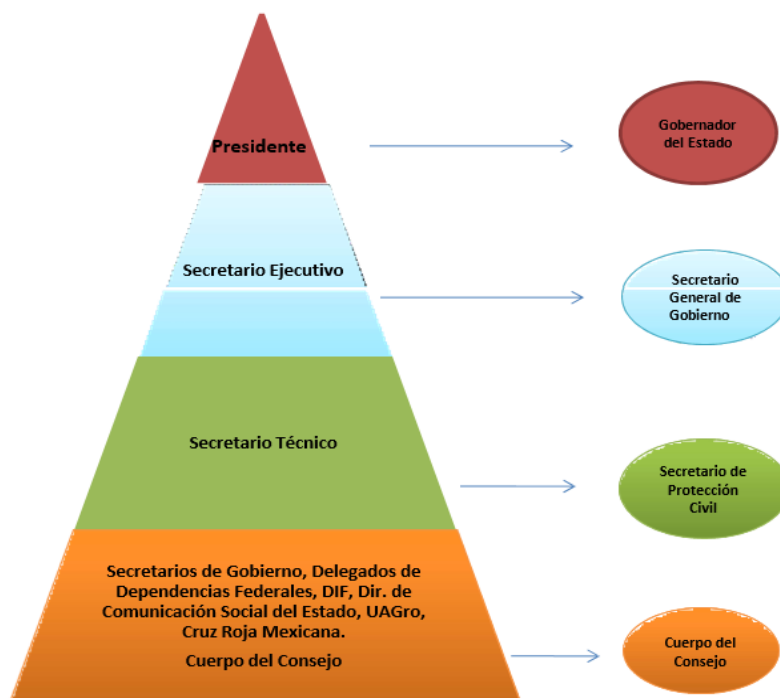 Presidente
Gobernador
del Estado
Secretario Ejecutivo
Secretario
General de
Gobierno
Secretario Técnico
Secretario de
Protección
Civil
Secretarios de Gobierno, Delegados de
Dependencias Federales, DIF, Dir. de
Comunicación Social del Estado, UAGro,
Cruz Roja Mexicana.
Cuerpo del Consejo
Cuerpo del
Consejo